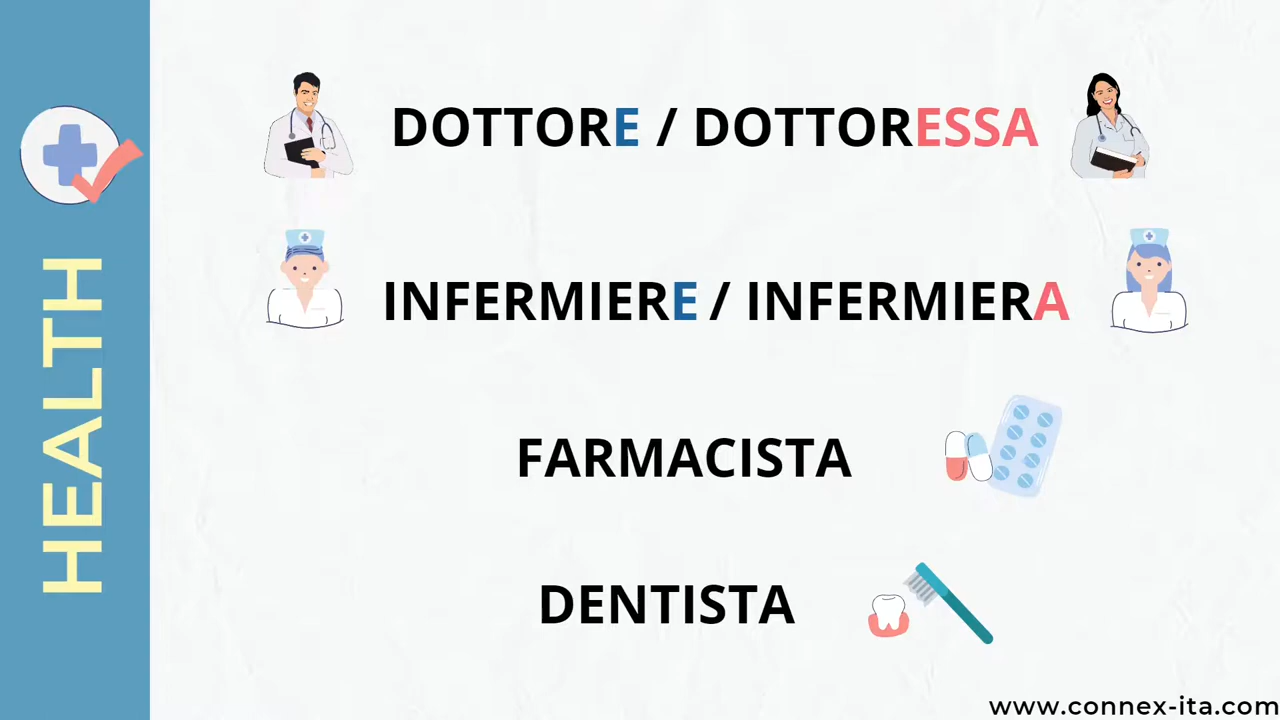 HEALTH
DOTTORE / DOTTORESSA
INFERMIERE / INFERMIERA
FARMACISTA
DENTISTA
www.connex-ita.com